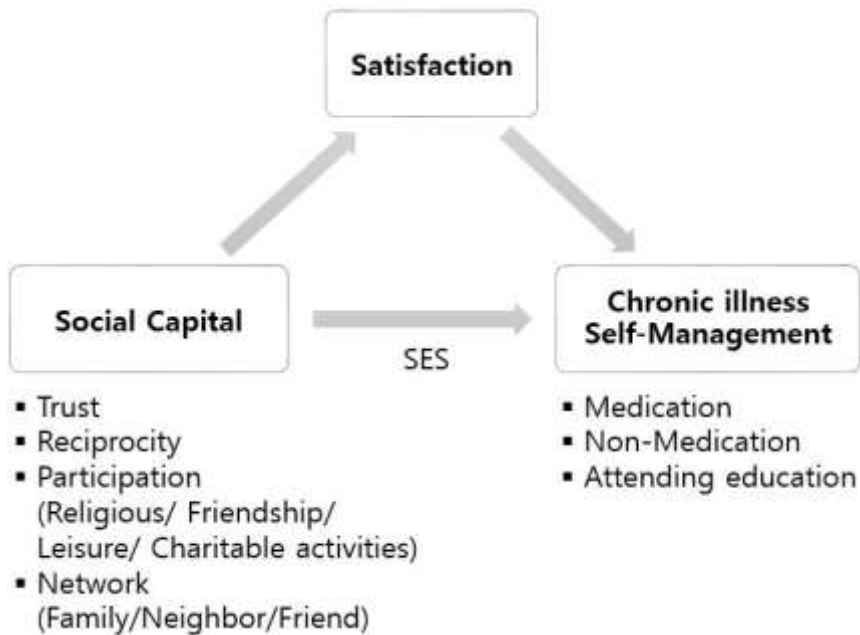 Satisfaction
Social Capital
Chronic illness
Self-Management
SES
▪ Trust
▪ Reciprocity
▪ Participation
(Religious/ Friendship/
Leisure/ Charitable activities)
▪ Network
(Family/Neighbor/Friend)
▪ Medication
▪ Non-Medication
▪ Attending education